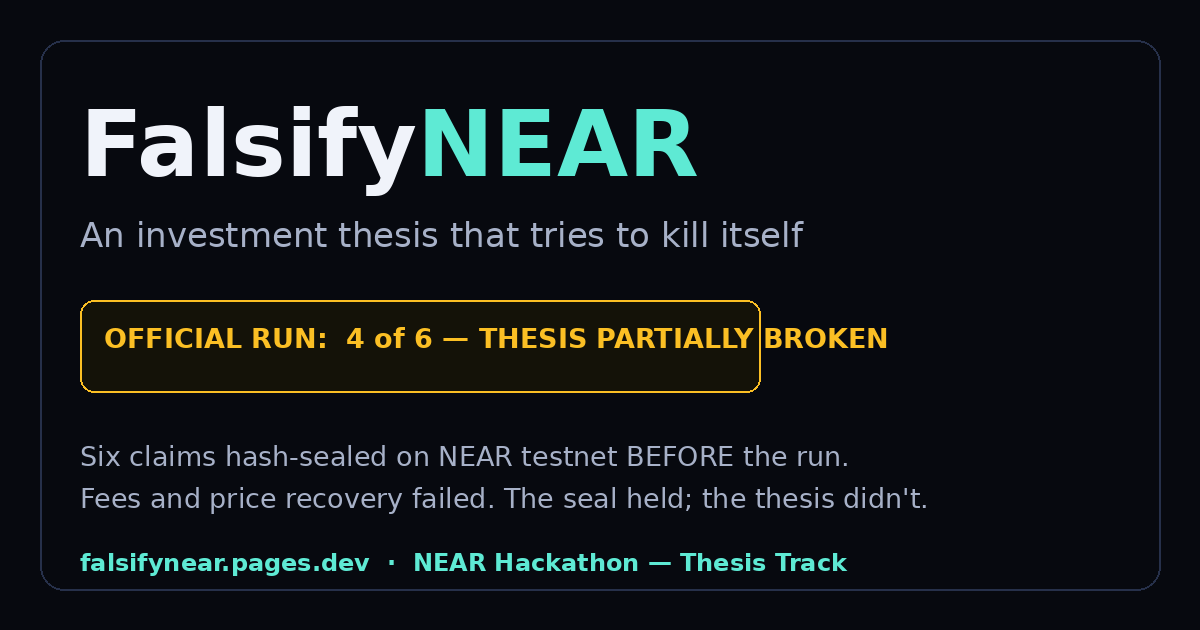 FalsifyNEAR
An investment thesis that tries to kill itself
OFFICIAL RUN: 4 of 6 — THESIS PARTIALLY BROKEN
Six claims hash-sealed on NEAR testnet BEFORE the run.
Fees and price recovery failed. The seal held; the thesis didn't.
falsifynear.pages.dev · NEAR Hackathon — Thesis Track